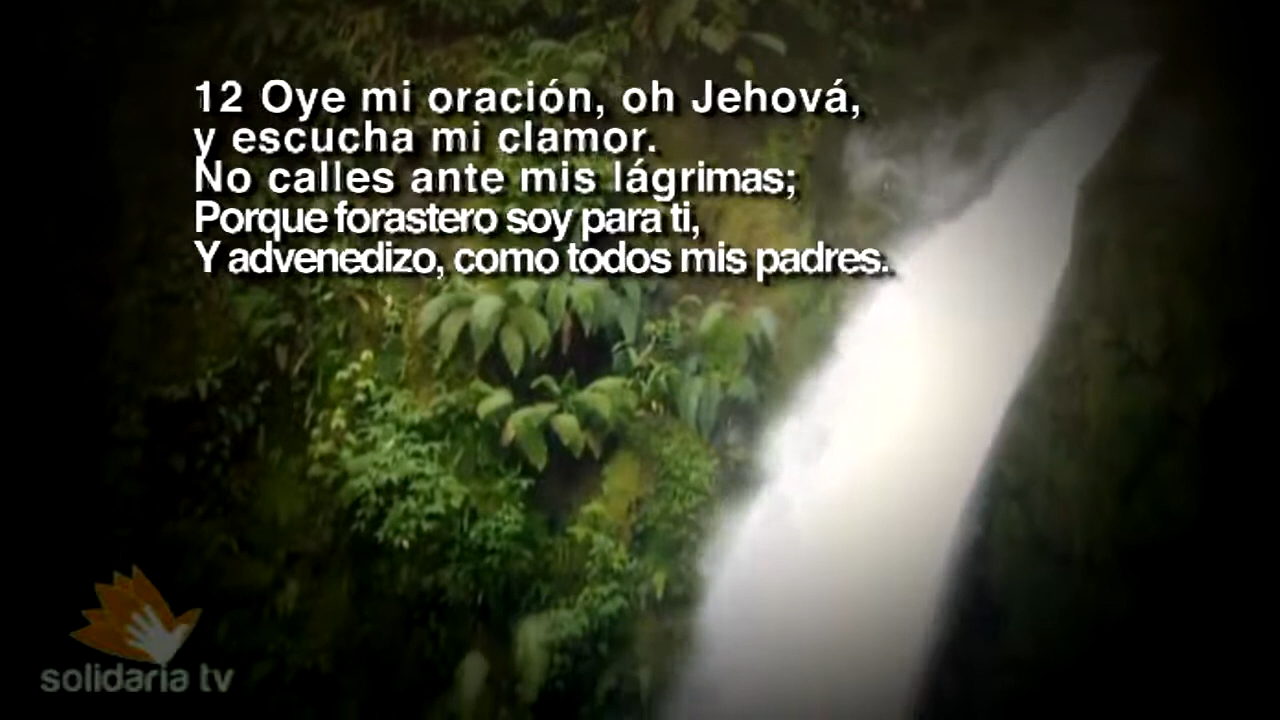 12 Oye mi oración, oh Jehová,
y escucha mi clamor.
No calles ante mis lágrimas;
Porque forastero soy para ti,
Y advenedizo, como todos mis padres.
solidaria tv